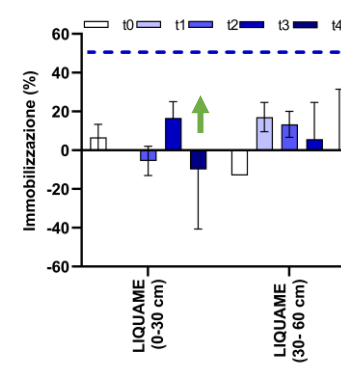 t0 t1 t2 t3 t4
Immobilizzazione (%)
60
40
20
0
-20
-40
-60
LIQUAME
(0-30 cm)
LIQUAME
(30- 60 cm)